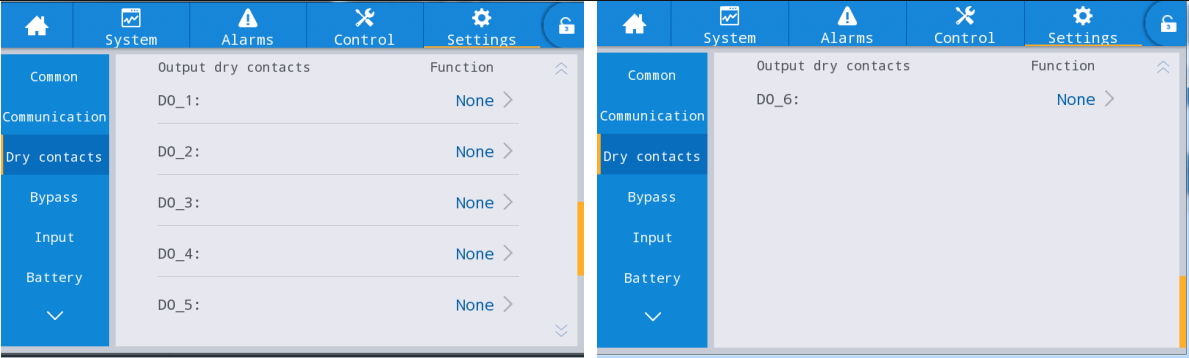 System Alarms Control Settings
Common
Communication
Dry contacts
Bypass
Input
Battery
Output dry contacts Function
DO_1: None
DO_2: None
DO_3: None
DO_4: None
DO_5: None
System Alarms Control Settings
Common
Communication
Dry contacts
Bypass
Input
Battery
Output dry contacts Function
DO_6: None